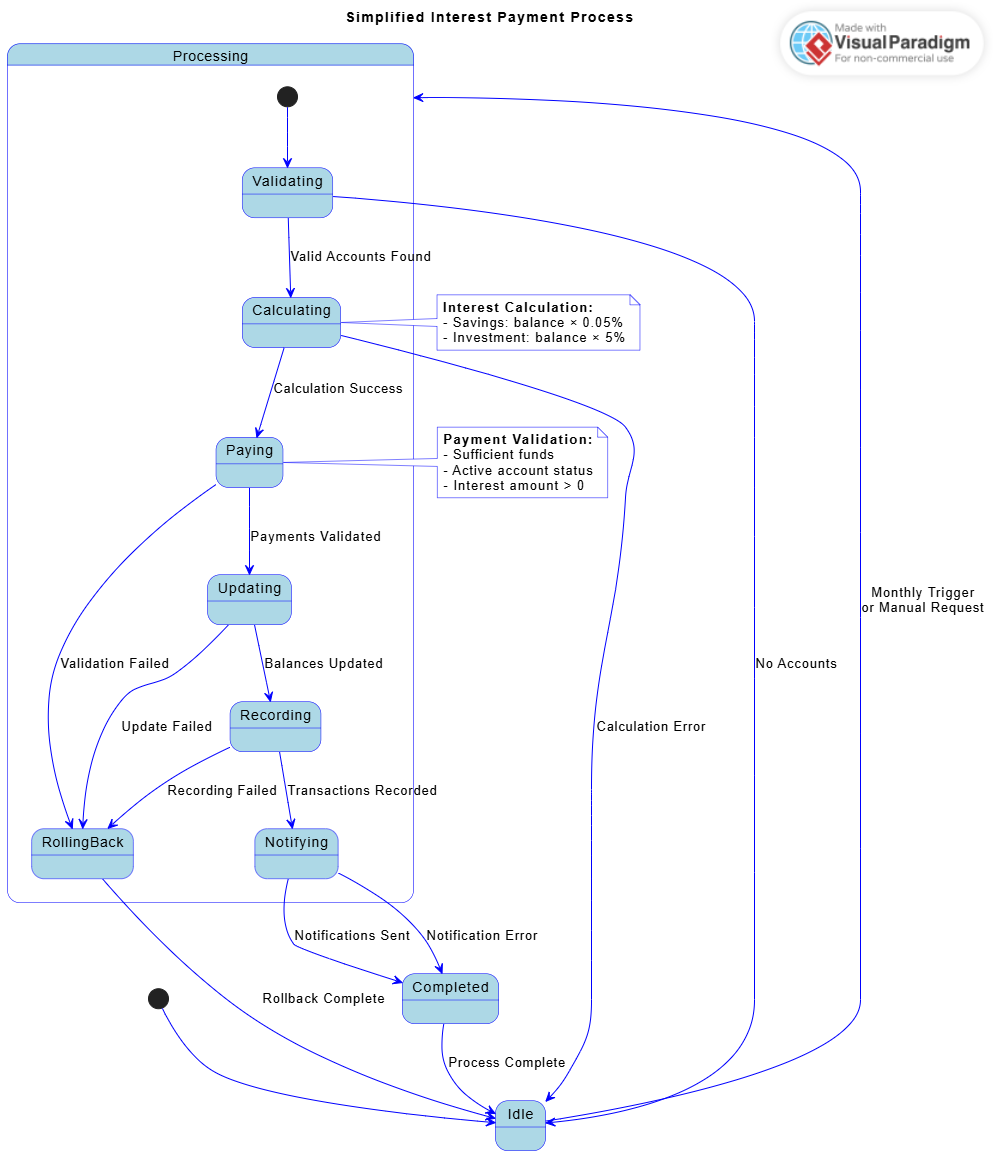 Simplified Interest Payment Process
Made with
VisualParadigm
For non-commercial use
Processing
Validating
Valid Accounts Found
Calculating
Interest Calculation:
- Savings: balance × 0.05%
- Investment: balance × 5%
Calculation Success
Paying
Payment Validation:
- Sufficient funds
- Active account status
- Interest amount > 0
Payments Validated
Updating
Monthly Trigger
or Manual Request
Validation Failed
Balances Updated
No Accounts
Recording
Update Failed
Calculation Error
Recording Failed
Transactions Recorded
RollingBack
Notifying
Notifications Sent
Notification Error
Completed
Rollback Complete
Process Complete
Idle